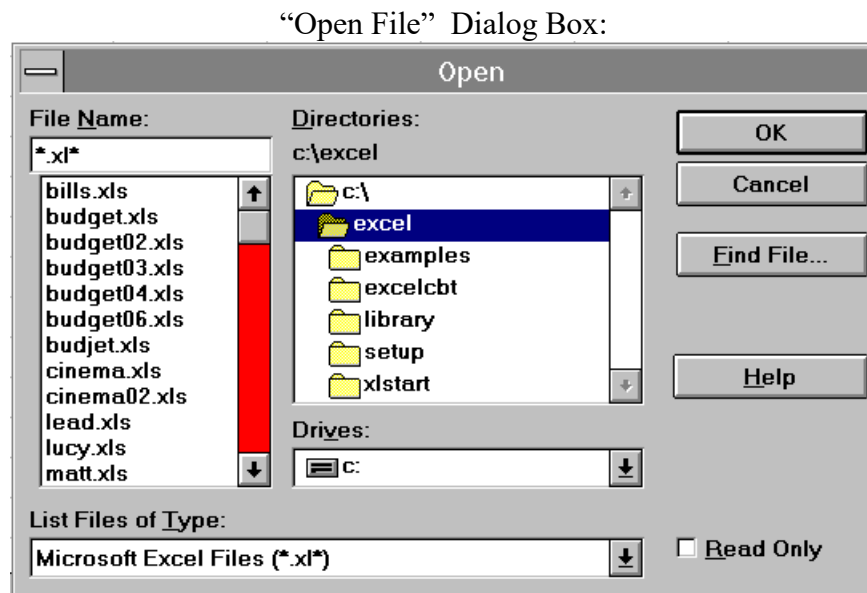 “Open File” Dialog Box:
Open
File Name:
*.xl*
bills.xls
budget.xls
budget02.xls
budget03.xls
budget04.xls
budget06.xls
budjet.xls
cinema.xls
cinema02.xls
lead.xls
lucy.xls
matt.xls
Directories:
c:\excel
c:\
excel
examples
excelcbt
library
setup
xlstart
Drives:
c:
OK
Cancel
Find File...
Help
List Files of Type:
Microsoft Excel Files (*.xl*)
Read Only